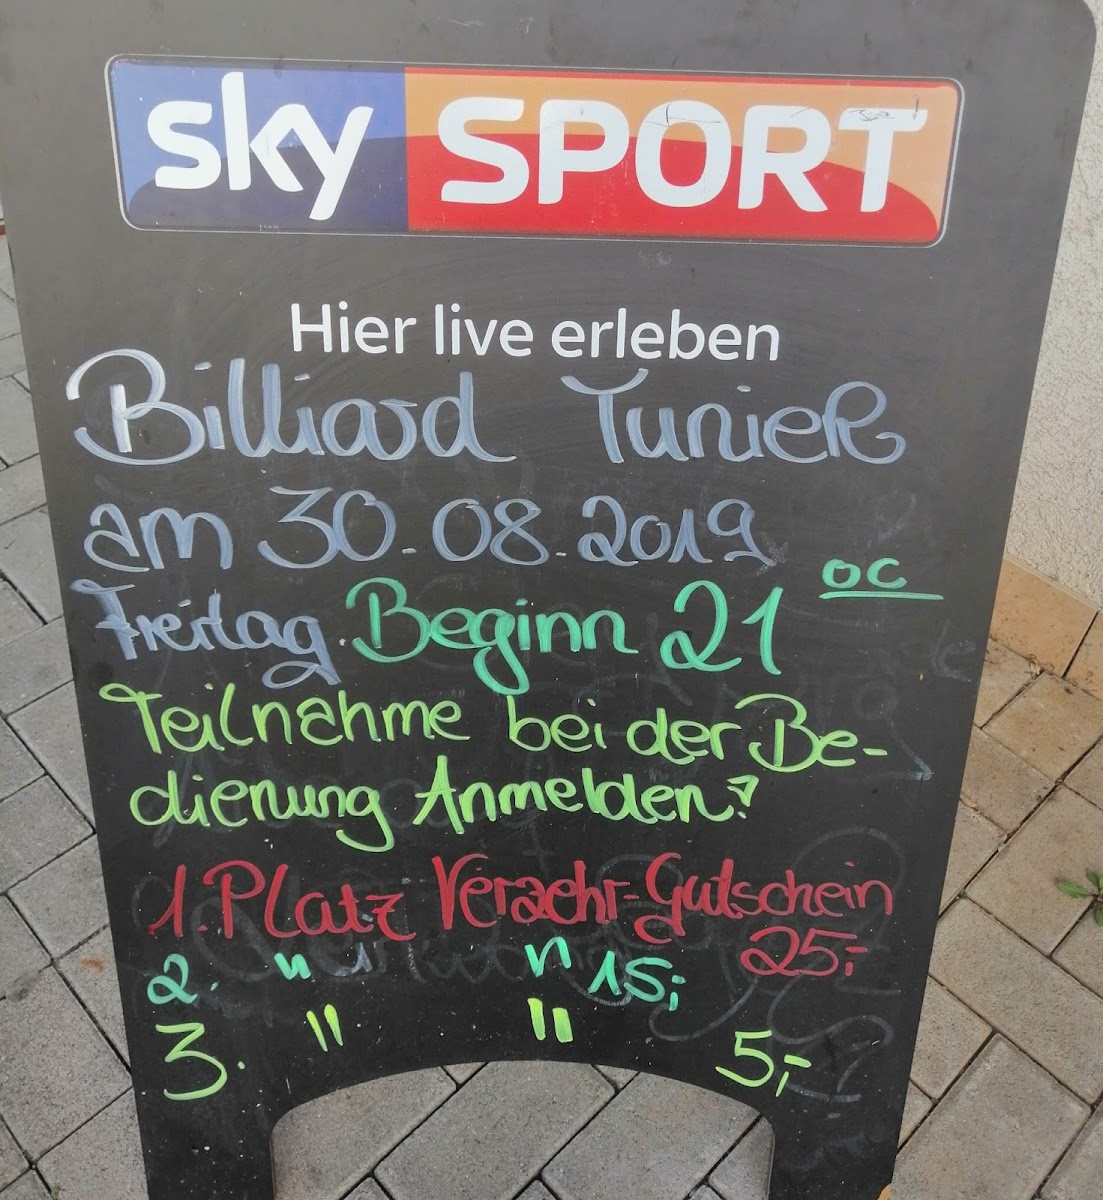 sky SPORT
Hier live erleben
Billiard Tunier
am 30.08.2019
Freitag Beginn 21 oc
Teilnahme bei der Be-
dienung Anmelden?
1. Platz Verzehr-Gutschein
25,-
2. " " 15,-
3. " " 5,-